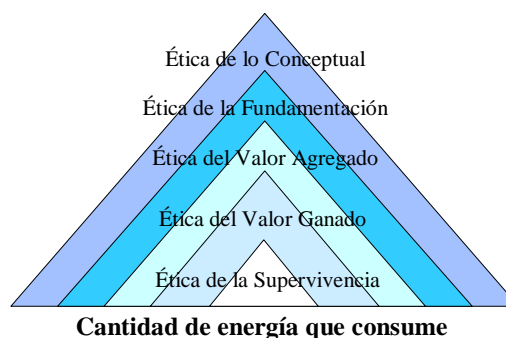 Ética de lo Conceptual
Ética de la Fundamentación
Ética del Valor Agregado
Ética del Valor Ganado
Ética de la Supervivencia
Cantidad de energía que consume